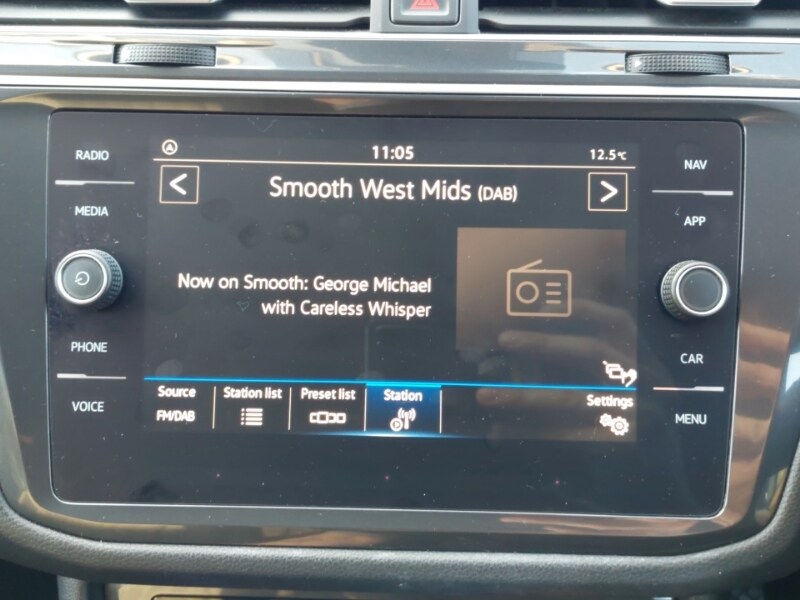 RADIO
MEDIA
PHONE
VOICE
11:05
12.5°C
< Smooth West Mids (DAB) >
Now on Smooth: George Michael
with Careless Whisper
Source
FM/DAB
Station list
Preset list
Station
Settings
NAV
APP
CAR
MENU